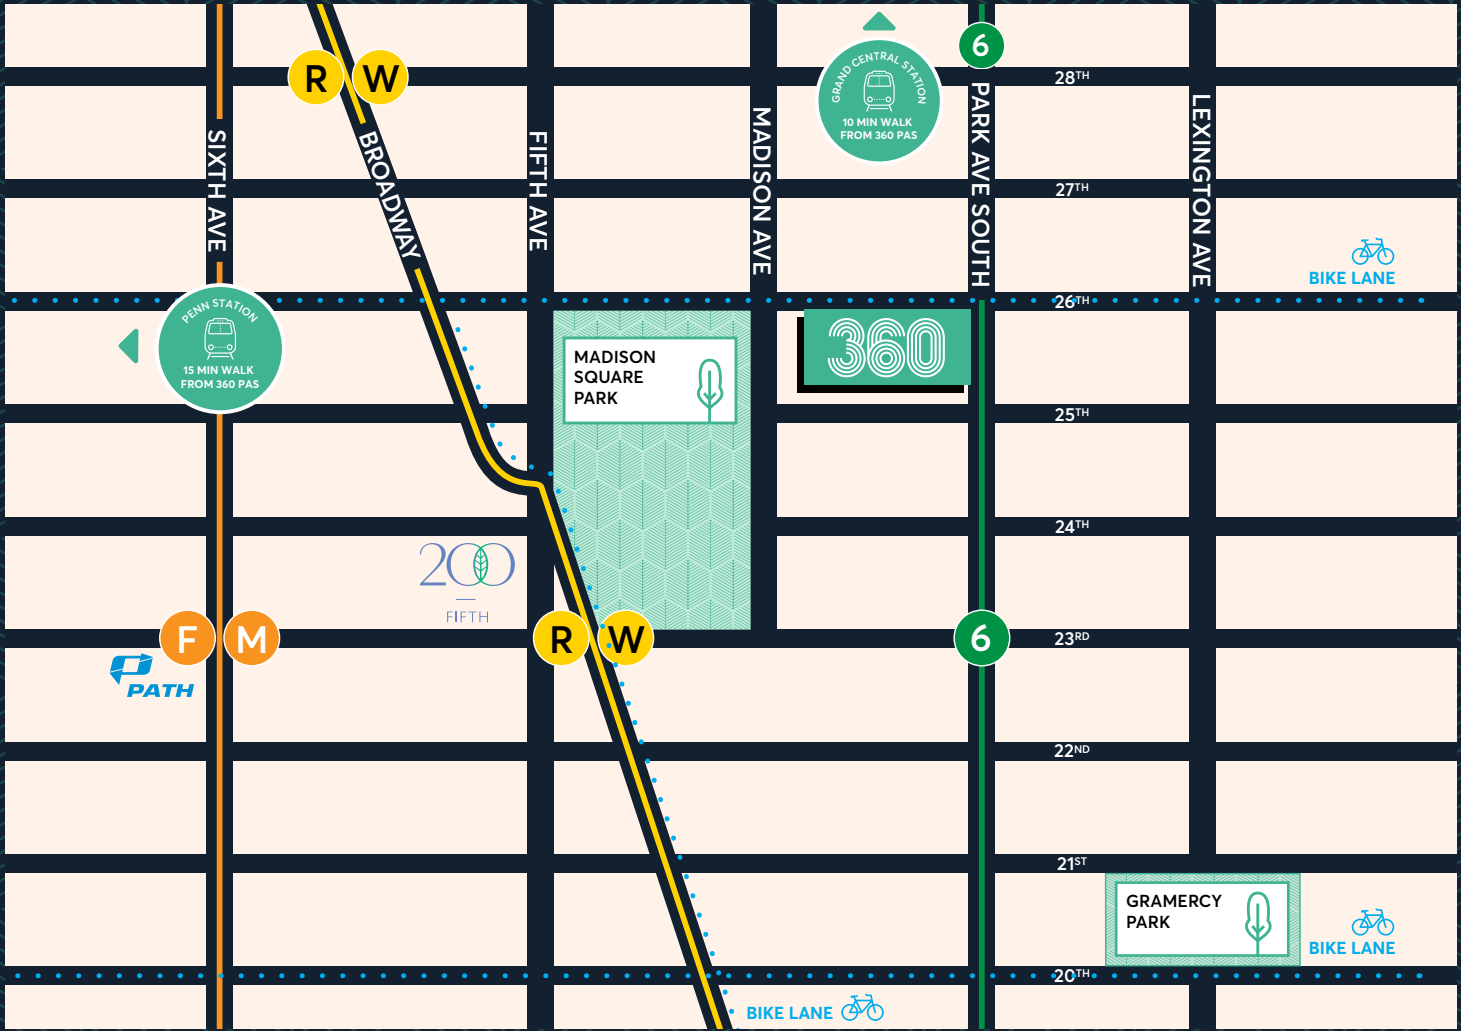 6
R
W
28TH
GRAND CENTRAL STATION
10 MIN WALK
FROM 360 PAS
SIXTH AVE
BROADWAY
FIFTH AVE
MADISON AVE
PARK AVE SOUTH
LEXINGTON AVE
27TH
BIKE LANE
26TH
PENN STATION
15 MIN WALK
FROM 360 PAS
MADISON
SQUARE
PARK
360
25TH
24TH
200
FIFTH
F
M
R
W
6
23RD
PATH
22ND
21ST
GRAMERCY
PARK
BIKE LANE
20TH
BIKE LANE